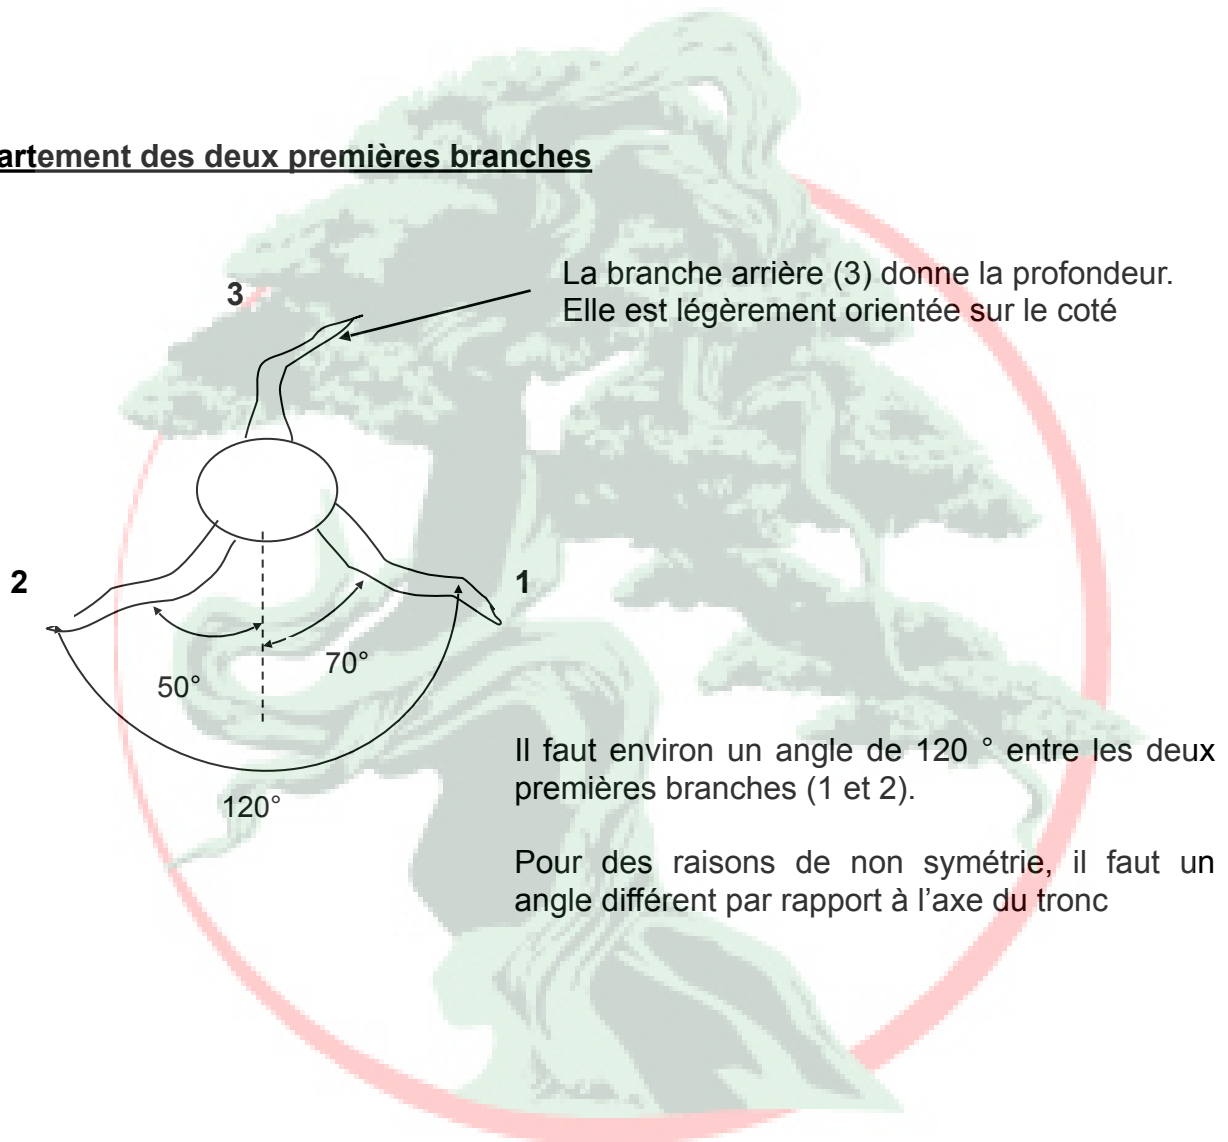 artement des deux premières branches
La branche arrière (3) donne la profondeur.
3
Elle est légèrement orientée sur le coté
2
1
70°
50°
Il faut environ un angle de 120 ° entre les deux
premières branches (1 et 2).
120°
Pour des raisons de non symétrie, il faut un
angle différent par rapport à l’axe du tronc